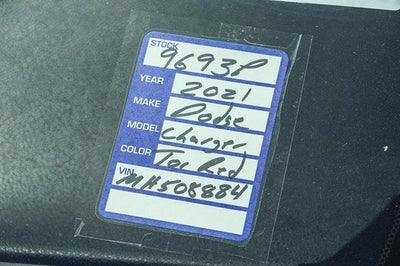 STOCK
9693P
YEAR 2021
MAKE Dodge
MODEL Charger
COLOR Tor Red
VIN MH508884